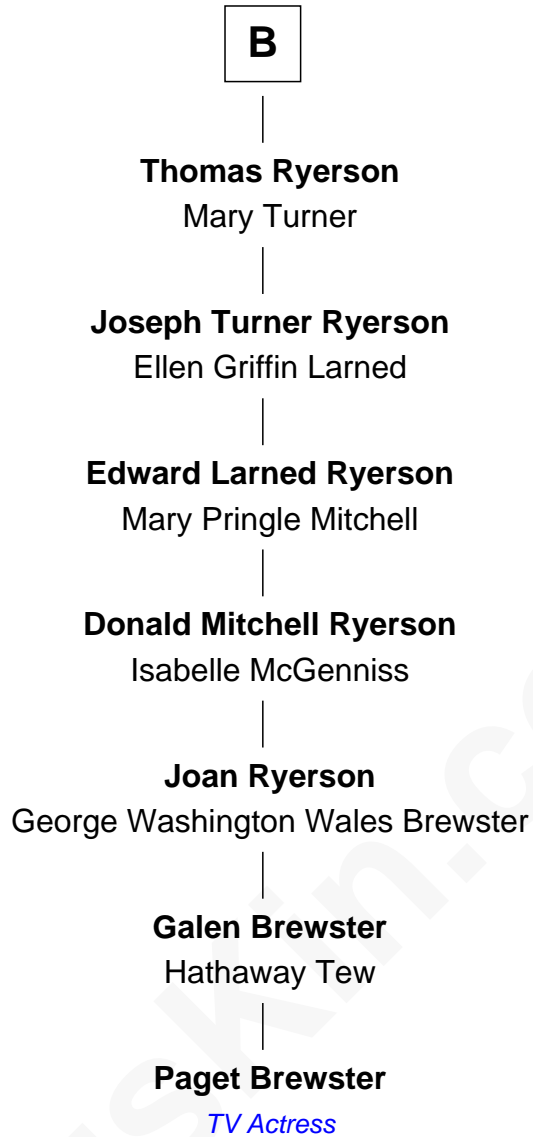 B
Thomas Ryerson
Mary Turner
Joseph Turner Ryerson
Ellen Griffin Larned
Edward Larned Ryerson
Mary Pringle Mitchell
Donald Mitchell Ryerson
Isabelle McGenniss
Joan Ryerson
George Washington Wales Brewster
Galen Brewster
Hathaway Tew
Paget Brewster
TV Actress